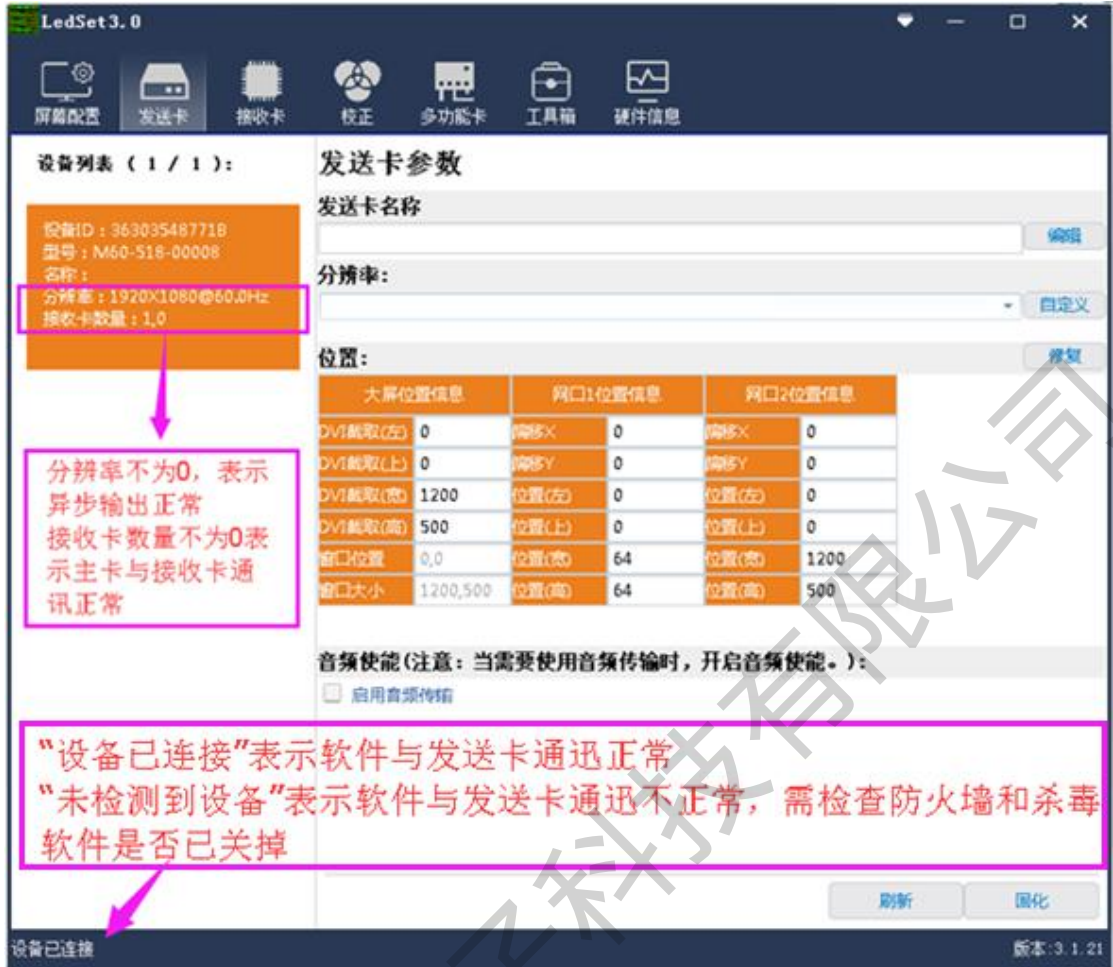 LedSet3.0
屏幕配置 发送卡 接收卡 校正 多功能卡 工具箱 硬件信息
设备列表 ( 1 / 1 ):
设备ID:363035487718
型号:M60-518-00008
名称:
分辨率:1920X1080@60.0Hz
接收卡数量:1,0
分辨率不为0，表示
异步输出正常
接收卡数量不为0表
示主卡与接收卡通
讯正常
发送卡参数
发送卡名称
编辑
分辨率:
自定义
位置:
修复
大屏位置信息 网口1位置信息 网口2位置信息
DVI截取(左) 0 偏移X 0 偏移X 0
DVI截取(上) 0 偏移Y 0 偏移Y 0
DVI截取(宽) 1200 位置(左) 0 位置(左) 0
DVI截取(高) 500 位置(上) 0 位置(上) 0
窗口位置 0,0 位置(宽) 64 位置(宽) 1200
窗口大小 1200,500 位置(高) 64 位置(高) 500
音频使能(注意：当需要使用音频传输时，开启音频使能。):
启用音频传输
“设备已连接”表示软件与发送卡通迅正常
“未检测到设备”表示软件与发送卡通迅不正常，需检查防火墙和杀毒
软件是否已关掉
刷新 固化
设备已连接 版本:3.1.21
科技有限公司